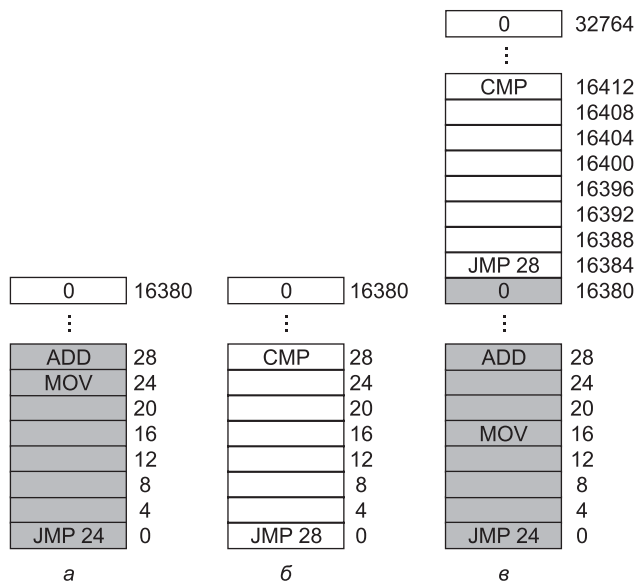 0 32764
⋮
CMP 16412
16408
16404
16400
16396
16392
16388
JMP 28 16384
0 16380 0 16380 0 16380
⋮ ⋮ ⋮
ADD 28 CMP 28 ADD 28
MOV 24 24 24
20 20 20
16 16 MOV 16
12 12 12
8 8 8
4 4 4
JMP 24 0 JMP 28 0 JMP 24 0
а б в